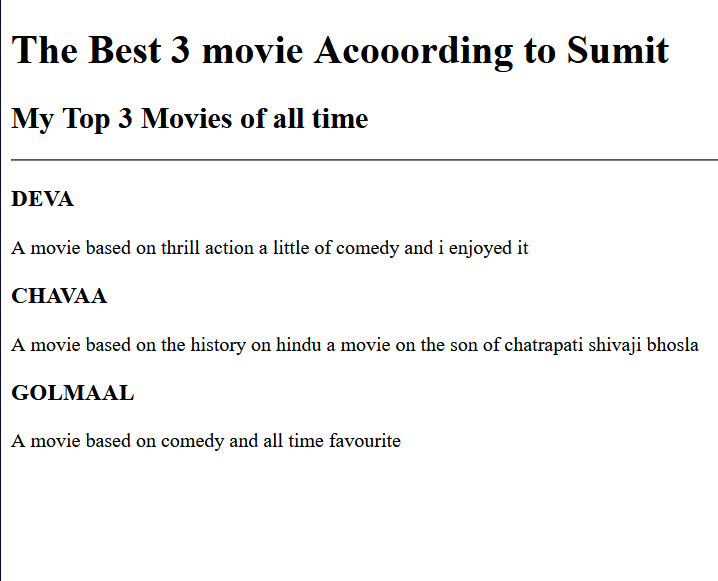 The Best 3 movie Acooording to Sumit
My Top 3 Movies of all time
DEVA
A movie based on thrill action a little of comedy and i enjoyed it
CHAVAA
A movie based on the history on hindu a movie on the son of chatrapati shivaji bhosla
GOLMAAL
A movie based on comedy and all time favourite